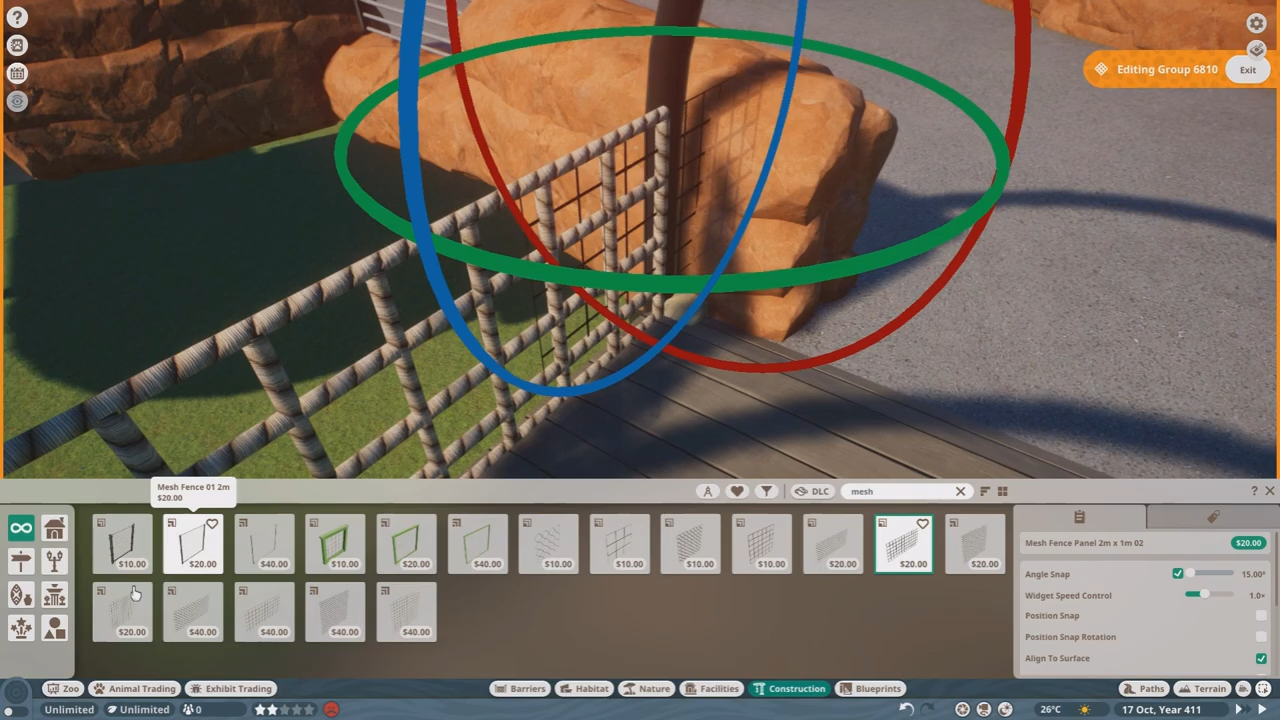 ?
Editing Group 6810
Exit
Mesh Fence 01 2m
$20.00
DLC
mesh
?
$10.00
$20.00
$40.00
$10.00
$20.00
$40.00
$10.00
$10.00
$10.00
$10.00
$20.00
$20.00
$20.00
$20.00
$40.00
$40.00
$40.00
$40.00
Mesh Fence Panel 2m x 1m 02
$20.00
Angle Snap
15.00°
Widget Speed Control
1.0×
Position Snap
Position Snap Rotation
Align To Surface
Zoo
Animal Trading
Exhibit Trading
Barriers
Habitat
Nature
Facilities
Construction
Blueprints
Paths
Terrain
Unlimited
Unlimited
0
26°C
17 Oct, Year 411